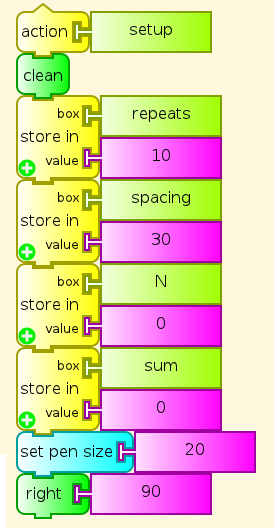 action setup
clean
box repeats
store in
value 10
box spacing
store in
value 30
box N
store in
value 0
box sum
store in
value 0
set pen size 20
right 90